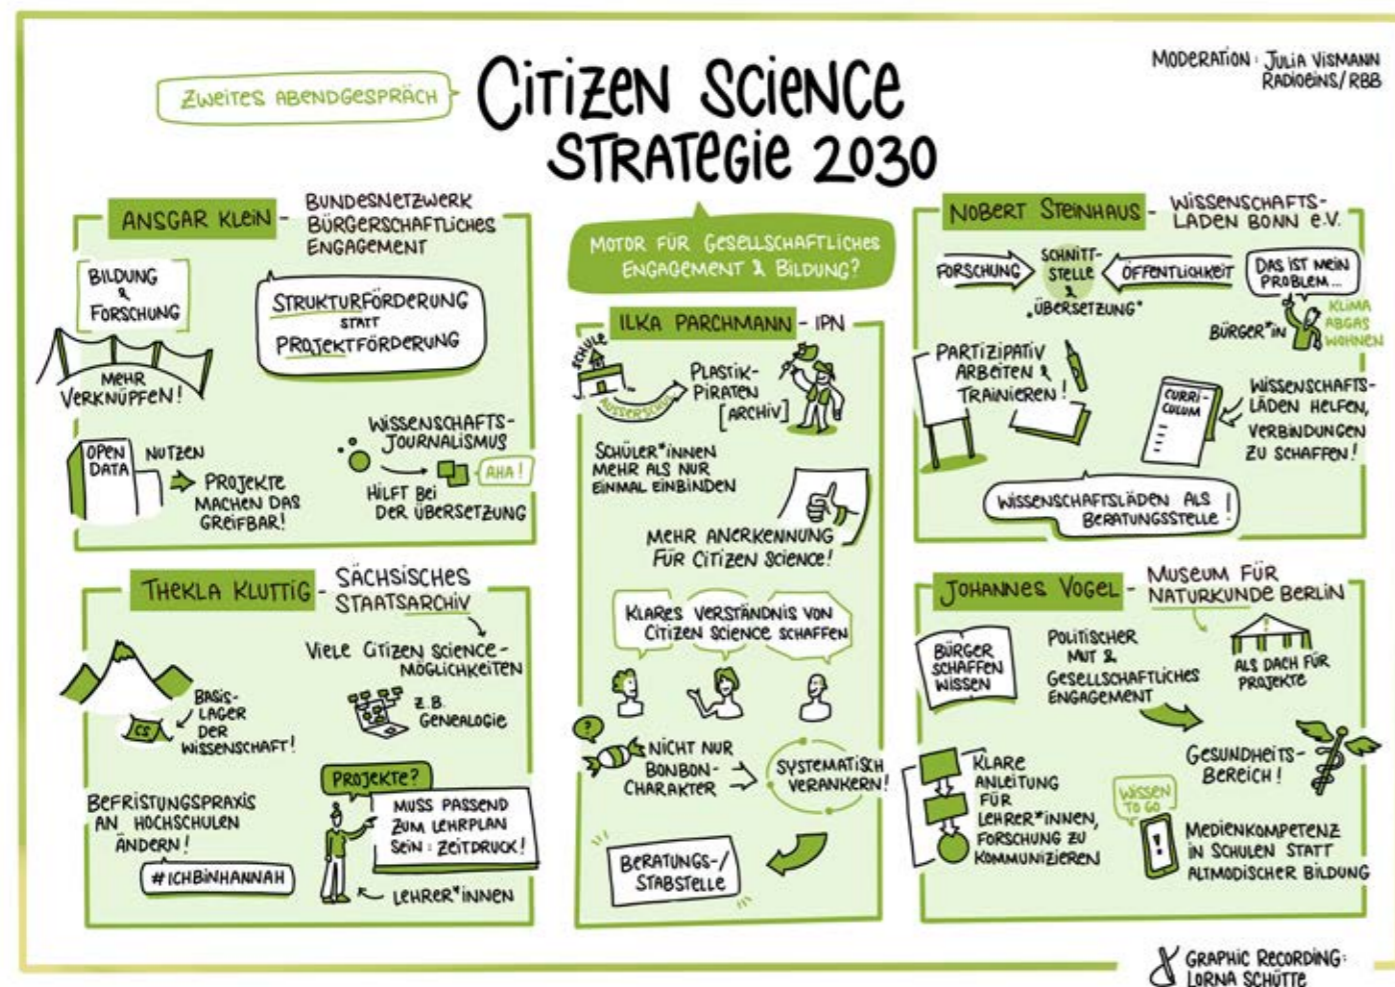 ZWEITES ABENDGESPRÄCH
CITIZEN SCIENCE
STRATEGIE 2030
MODERATION: JULIA VISMANN
RADIOEINS/RBB
MOTOR FÜR GESELLSCHAFTLICHES
ENGAGEMENT & BILDUNG?
ANSGAR KLEIN - BUNDESNETZWERK
BÜRGERSCHAFTLICHES
ENGAGEMENT
BILDUNG
&
FORSCHUNG
MEHR
VERKNÜPFEN!
STRUKTURFÖRDERUNG
STATT
PROJEKTFÖRDERUNG
OPEN
DATA
NUTZEN
PROJEKTE
MACHEN DAS
GREIFBAR!
WISSENSCHAFTS-
JOURNALISMUS
AHA!
HILFT BEI
DER ÜBERSETZUNG
THEKLA KLUTTIG - SÄCHSISCHES
STAATSARCHIV
VIELE CITIZEN SCIENCE-
MÖGLICHKEITEN
Z.B.
GENEALOGIE
CS
BASIS-
LAGER
DER
WISSENSCHAFT!
BEFRISTUNGSPRAXIS
AN HOCHSCHULEN
ÄNDERN!
#ICHBINHANNAH
PROJEKTE?
MUSS PASSEND
ZUM LEHRPLAN
SEIN: ZEITDRUCK!
LEHRER*INNEN
ILKA PARCHMANN - IPN
SCHULE
AUSSERSCHUL.
PLASTIK-
PIRATEN
[ARCHIV]
SCHÜLER*INNEN
MEHR ALS NUR
EINMAL EINBINDEN
MEHR ANERKENNUNG
FÜR CITIZEN SCIENCE!
KLARES VERSTÄNDNIS VON
CITIZEN SCIENCE SCHAFFEN
?
NICHT NUR
BONBON-
CHARAKTER
SYSTEMATISCH
VERANKERN!
BERATUNGS-/
STABSTELLE
NOBERT STEINHAUS - WISSENSCHAFTS-
LADEN BONN e.V.
FORSCHUNG
SCHNITT-
STELLE
&
"ÜBERSETZUNG"
ÖFFENTLICHKEIT
DAS IST MEIN
PROBLEM...
BÜRGER*IN
KLIMA
ABGAS
WOHNEN
PARTIZIPATIV
ARBEITEN &
TRAINIEREN!
CURRI-
CULUM
WISSENSCHAFTS-
LÄDEN HELFEN,
VERBINDUNGEN
ZU SCHAFFEN!
WISSENSCHAFTSLÄDEN ALS
BERATUNGSSTELLE!
JOHANNES VOGEL - MUSEUM FÜR
NATURKUNDE BERLIN
BÜRGER
SCHAFFEN
WISSEN
POLITISCHER
MUT &
GESELLSCHAFTLICHES
ENGAGEMENT
ALS DACH FÜR
PROJEKTE
GESUNDHEITS-
BEREICH!
KLARE
ANLEITUNG
FÜR
LEHRER*INNEN,
FORSCHUNG ZU
KOMMUNIZIEREN
WISSEN
TO GO
!
MEDIENKOMPETENZ
IN SCHULEN STATT
ALTMODISCHER BILDUNG
GRAPHIC RECORDING:
LORNA SCHÜTTE